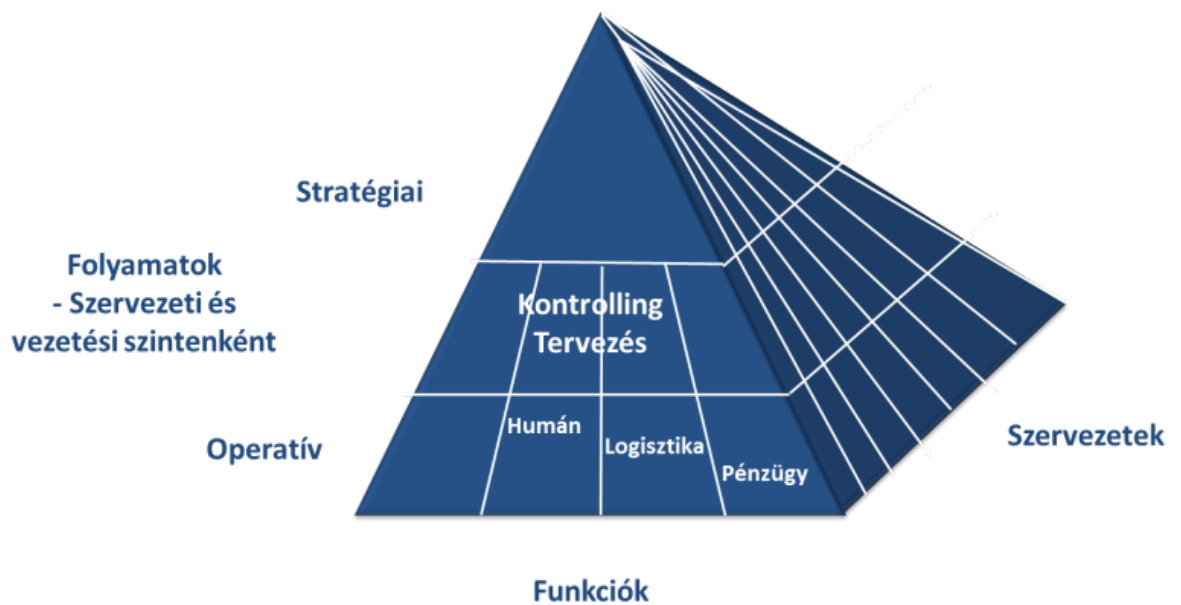 Stratégiai
Folyamatok
- Szervezeti és
vezetési szintenként
Kontrolling
Tervezés
Operatív
Humán
Logisztika
Pénzügy
Szervezetek
Funkciók